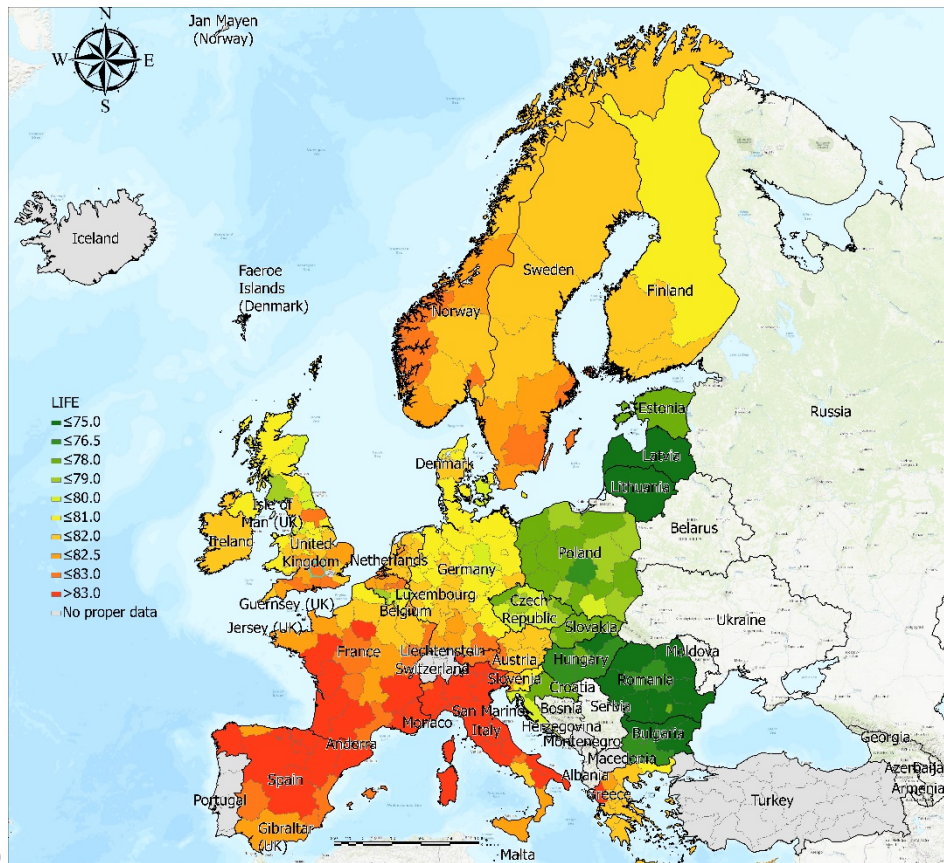 Jan Mayen
(Norway)
N
W
E
S
Iceland
Faeroe
Islands
(Denmark)
Norway
Sweden
Finland
Russia
LIFE
≤75.0
≤76.5
≤78.0
≤79.0
≤80.0
≤81.0
≤82.0
≤82.5
≤83.0
>83.0
No proper data
Estonia
Latvia
Lithuania
Denmark
Isle of
Man (UK)
Ireland
United
Kingdom
Netherlands
Belarus
Poland
Germany
Guernsey (UK)
Luxembourg
Belgium
Jersey (UK)
Czech
Republic
Ukraine
Slovakia
France
Liechtenstein
Switzerland
Austria
Slovenia
Hungary
Moldova
Romania
Croatia
San Marino
Bosnia
Herzegovina
Serbia
Monaco
Italy
Montenegro
Bulgaria
Andorra
Macedonia
Georgia
Spain
Albania
Azerbaija
Armenia
Portugal
Greece
Turkey
Gibraltar
(UK)
Malta